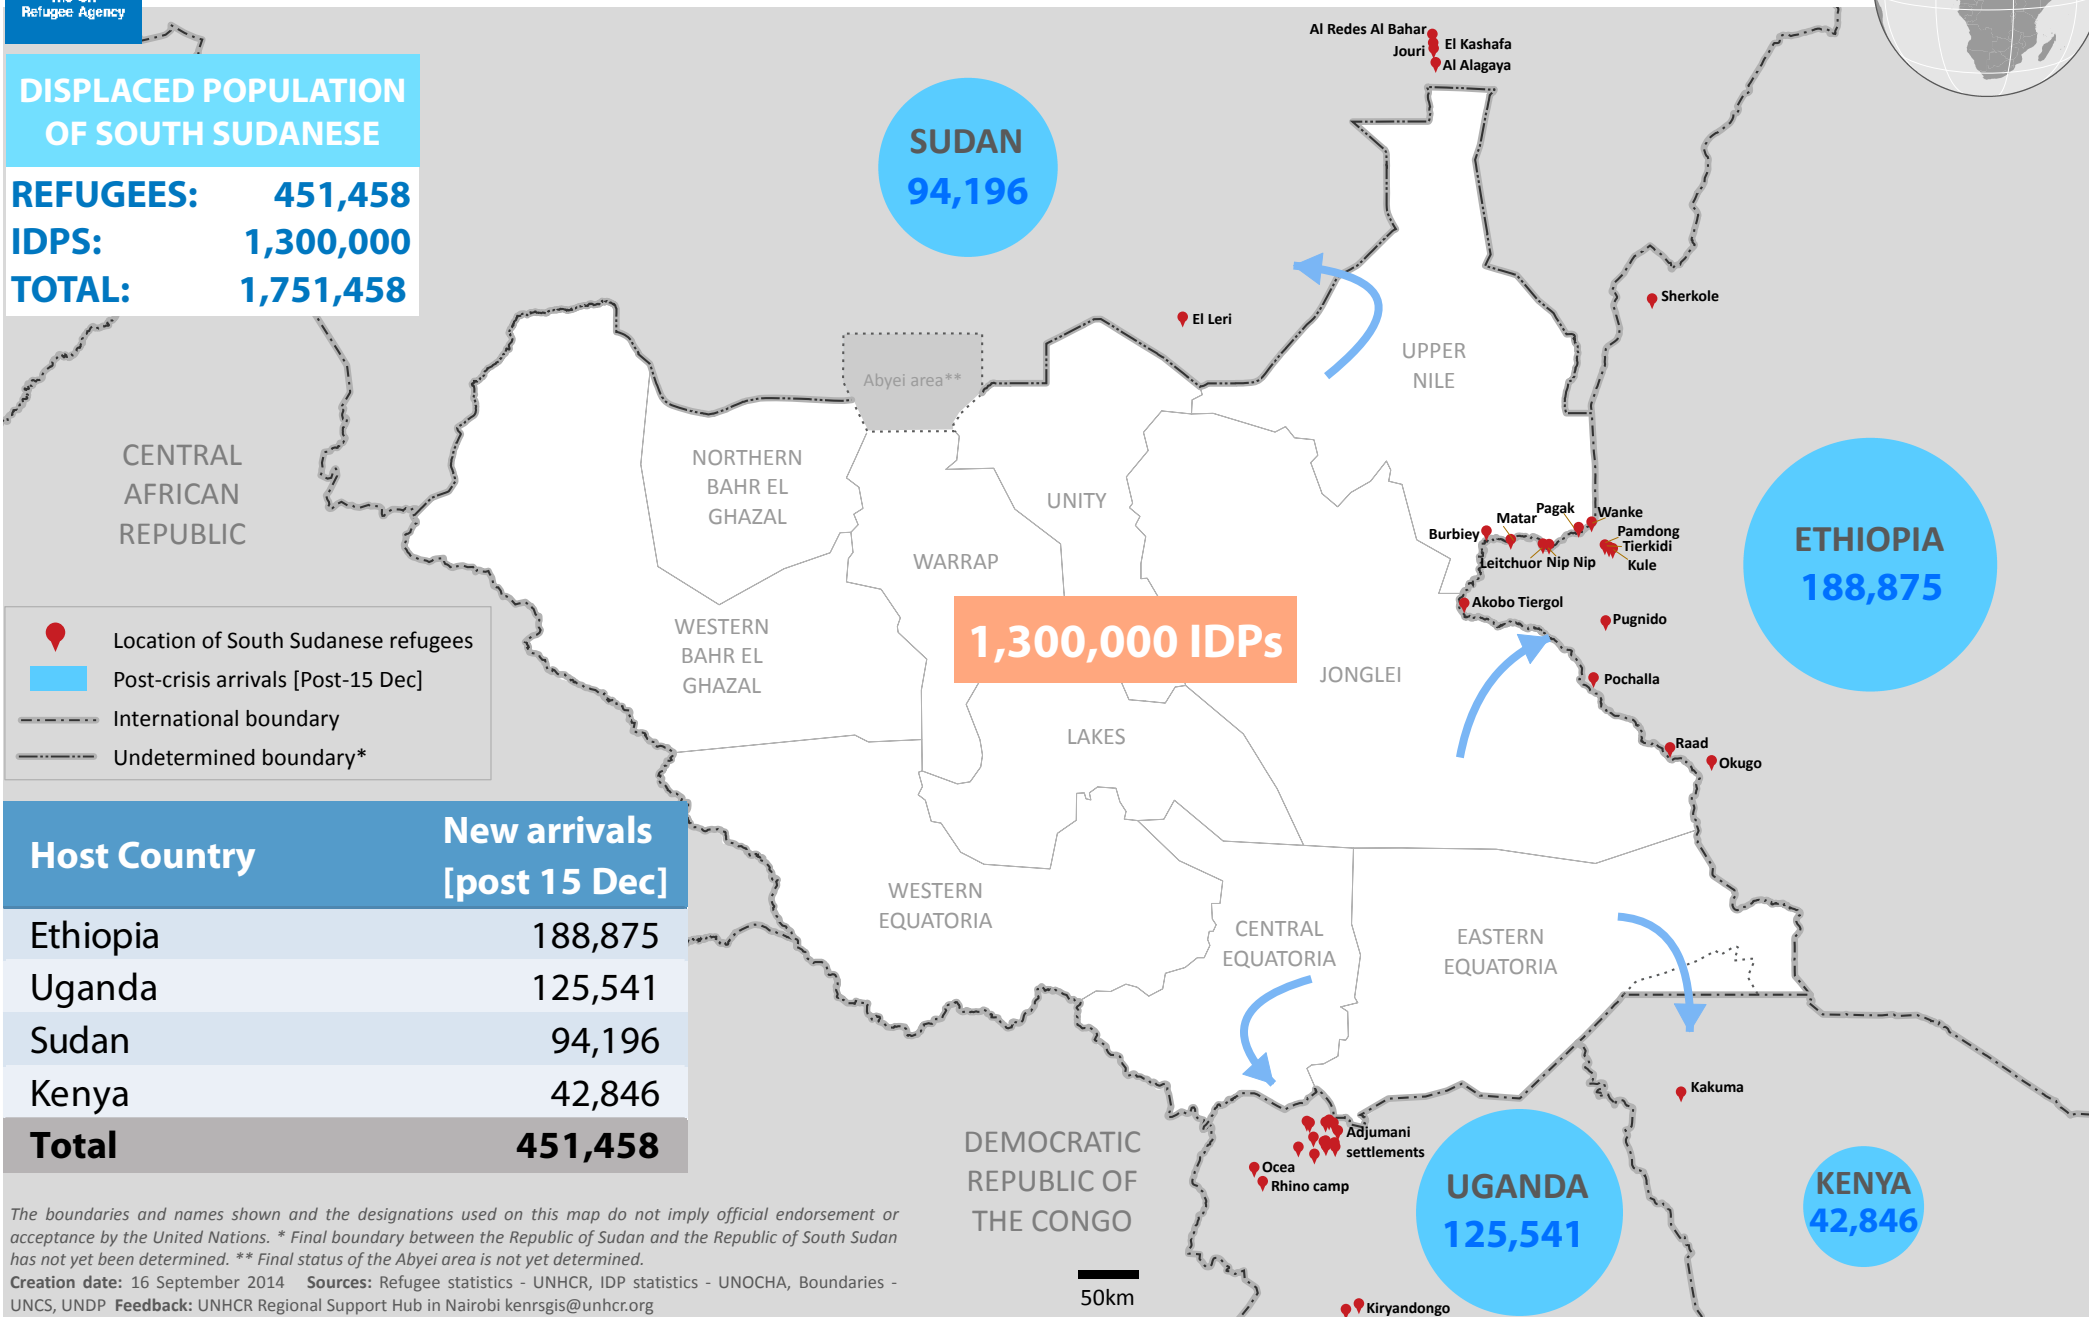 Refugee Agency
DISPLACED POPULATION
OF SOUTH SUDANESE
REFUGEES: 451,458
IDPS: 1,300,000
TOTAL: 1,751,458
SUDAN
94,196
Al Redes Al Bahar
El Kashafa
Jouri
Al Alagaya
Sherkole
El Leri
UPPER
NILE
Abyei area**
CENTRAL
AFRICAN
REPUBLIC
NORTHERN
BAHR EL
GHAZAL
UNITY
WARRAP
Burbiey
Matar
Pagak
Wanke
Pamdong
Tierkidi
Leitchuor
Nip Nip
Kule
ETHIOPIA
188,875
Akobo Tiergol
Pugnido
Pochalla
Raad
Okugo
WESTERN
BAHR EL
GHAZAL
1,300,000 IDPs
JONGLEI
LAKES
Location of South Sudanese refugees
Post-crisis arrivals [Post-15 Dec]
International boundary
Undetermined boundary*
Host Country New arrivals
[post 15 Dec]
Ethiopia 188,875
Uganda 125,541
Sudan 94,196
Kenya 42,846
Total 451,458
WESTERN
EQUATORIA
CENTRAL
EQUATORIA
EASTERN
EQUATORIA
Kakuma
DEMOCRATIC
REPUBLIC OF
THE CONGO
Adjumani
settlements
Ocea
Rhino camp
UGANDA
125,541
KENYA
42,846
Kiryandongo
50km
The boundaries and names shown and the designations used on this map do not imply official endorsement or
acceptance by the United Nations. * Final boundary between the Republic of Sudan and the Republic of South Sudan
has not yet been determined. ** Final status of the Abyei area is not yet determined.
Creation date: 16 September 2014 Sources: Refugee statistics - UNHCR, IDP statistics - UNOCHA, Boundaries -
UNCS, UNDP Feedback: UNHCR Regional Support Hub in Nairobi kenrsgis@unhcr.org